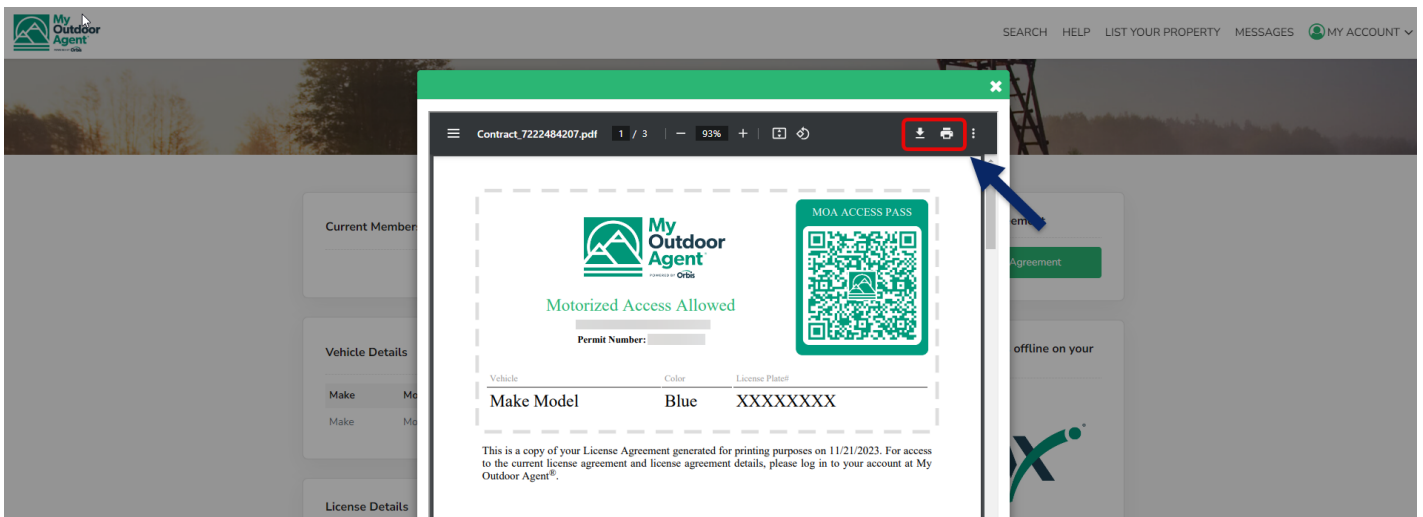 My
Outdoor
Agent
POWERED BY Orbis
SEARCH HELP LIST YOUR PROPERTY MESSAGES MY ACCOUNT
Contract_7222484207.pdf 1 / 3 93%
MOA ACCESS PASS
My
Outdoor
Agent
POWERED BY Orbis
Motorized Access Allowed
Permit Number:
Vehicle Color License Plate#
Make Model Blue XXXXXXXX
This is a copy of your License Agreement generated for printing purposes on 11/21/2023. For access
to the current license agreement and license agreement details, please log in to your account at My
Outdoor Agent®.
Current Member
Vehicle Details
Make Mo
Make Mo
License Details
Agreement
offline on your